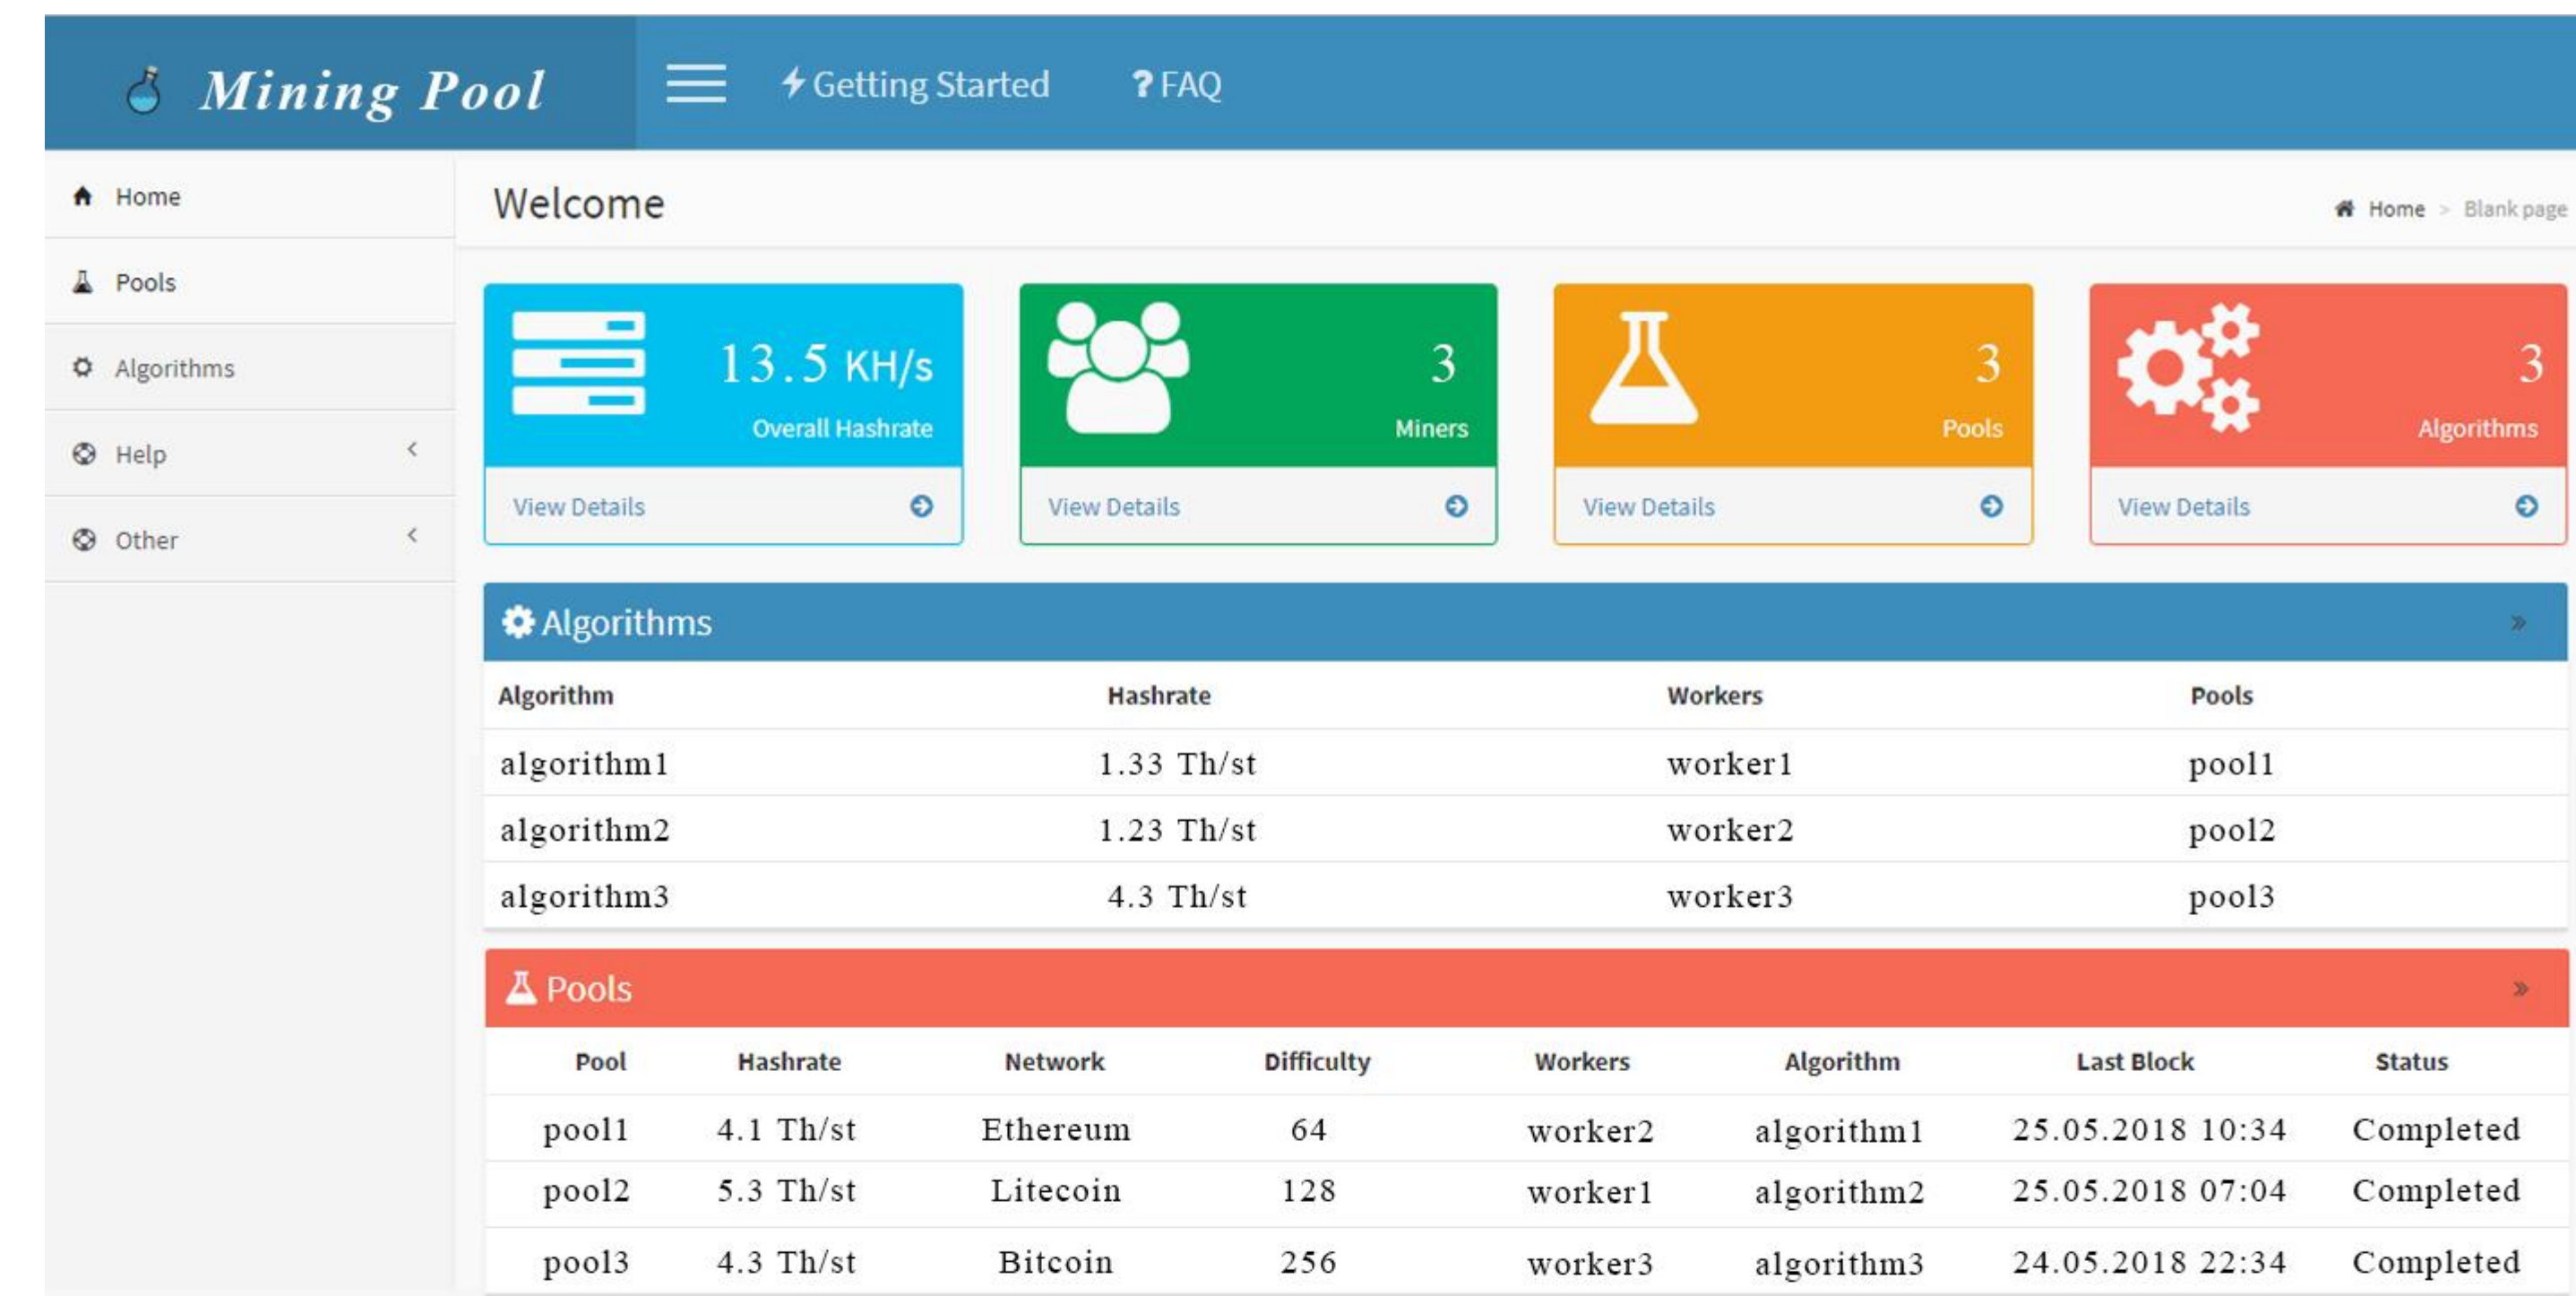 Mining Pool Getting Started ? FAQ
Home
Pools
Algorithms
Help
Other
Welcome
Home > Blank page
13.5 KH/s
Overall Hashrate
View Details
3
Miners
View Details
3
Pools
View Details
3
Algorithms
View Details
Algorithms
Algorithm Hashrate Workers Pools
algorithm1 1.33 Th/st worker1 pool1
algorithm2 1.23 Th/st worker2 pool2
algorithm3 4.3 Th/st worker3 pool3
Pools
Pool Hashrate Network Difficulty Workers Algorithm Last Block Status
pool1 4.1 Th/st Ethereum 64 worker2 algorithm1 25.05.2018 10:34 Completed
pool2 5.3 Th/st Litecoin 128 worker1 algorithm2 25.05.2018 07:04 Completed
pool3 4.3 Th/st Bitcoin 256 worker3 algorithm3 24.05.2018 22:34 Completed